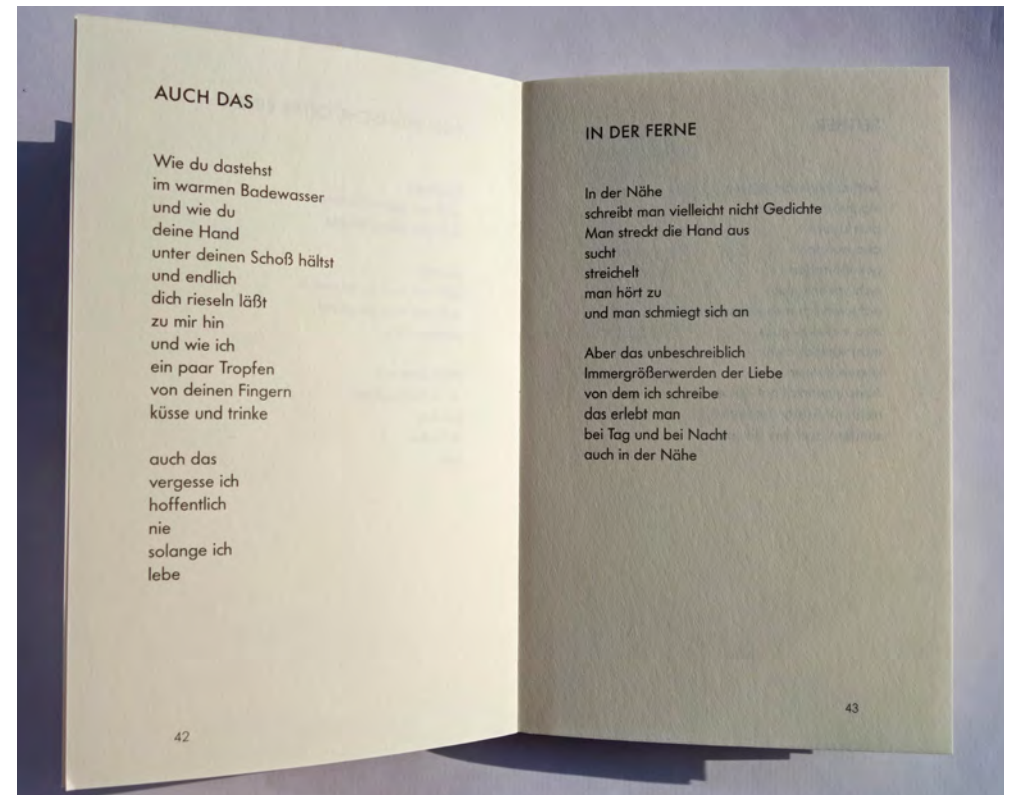 AUCH DAS
Wie du dastehst
im warmen Badewasser
und wie du
deine Hand
unter deinen Schoß hältst
und endlich
dich rieseln läßt
zu mir hin
und wie ich
ein paar Tropfen
von deinen Fingern
küsse und trinke
auch das
vergesse ich
hoffentlich
nie
solange ich
lebe
42
IN DER FERNE
In der Nähe
schreibt man vielleicht nicht Gedichte
Man streckt die Hand aus
sucht
streichelt
man hört zu
und man schmiegt sich an
Aber das unbeschreiblich
Immergrößerwerden der Liebe
von dem ich schreibe
das erlebt man
bei Tag und bei Nacht
auch in der Nähe
43